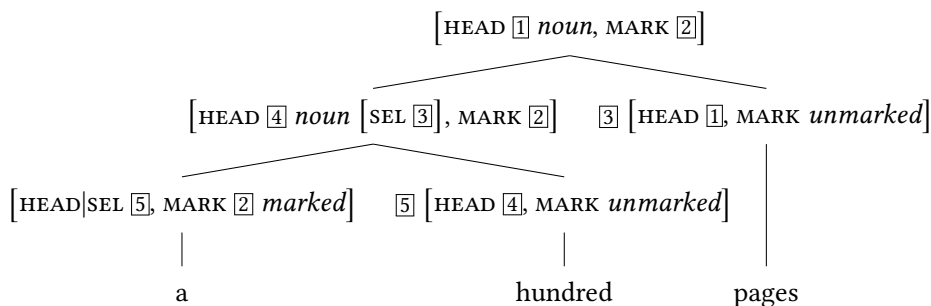 [HEAD 1 noun, MARK 2]
[HEAD 4 noun [SEL 3], MARK 2] 3 [HEAD 1, MARK unmarked]
[HEAD|SEL 5, MARK 2 marked] 5 [HEAD 4, MARK unmarked]
a hundred pages